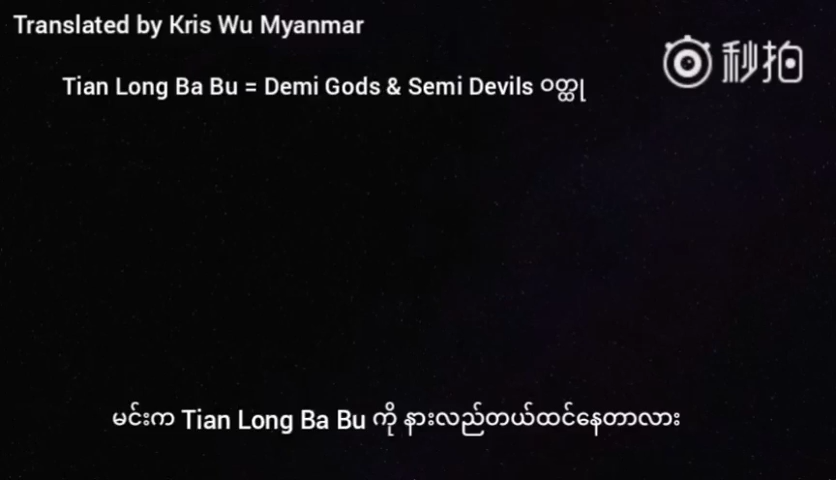 Translated by Kris Wu Myanmar
秒拍
Tian Long Ba Bu = Demi Gods & Semi Devils ဝတ္ထု
မင်းက Tian Long Ba Bu ကို နားလည်တယ်ထင်နေတာလား